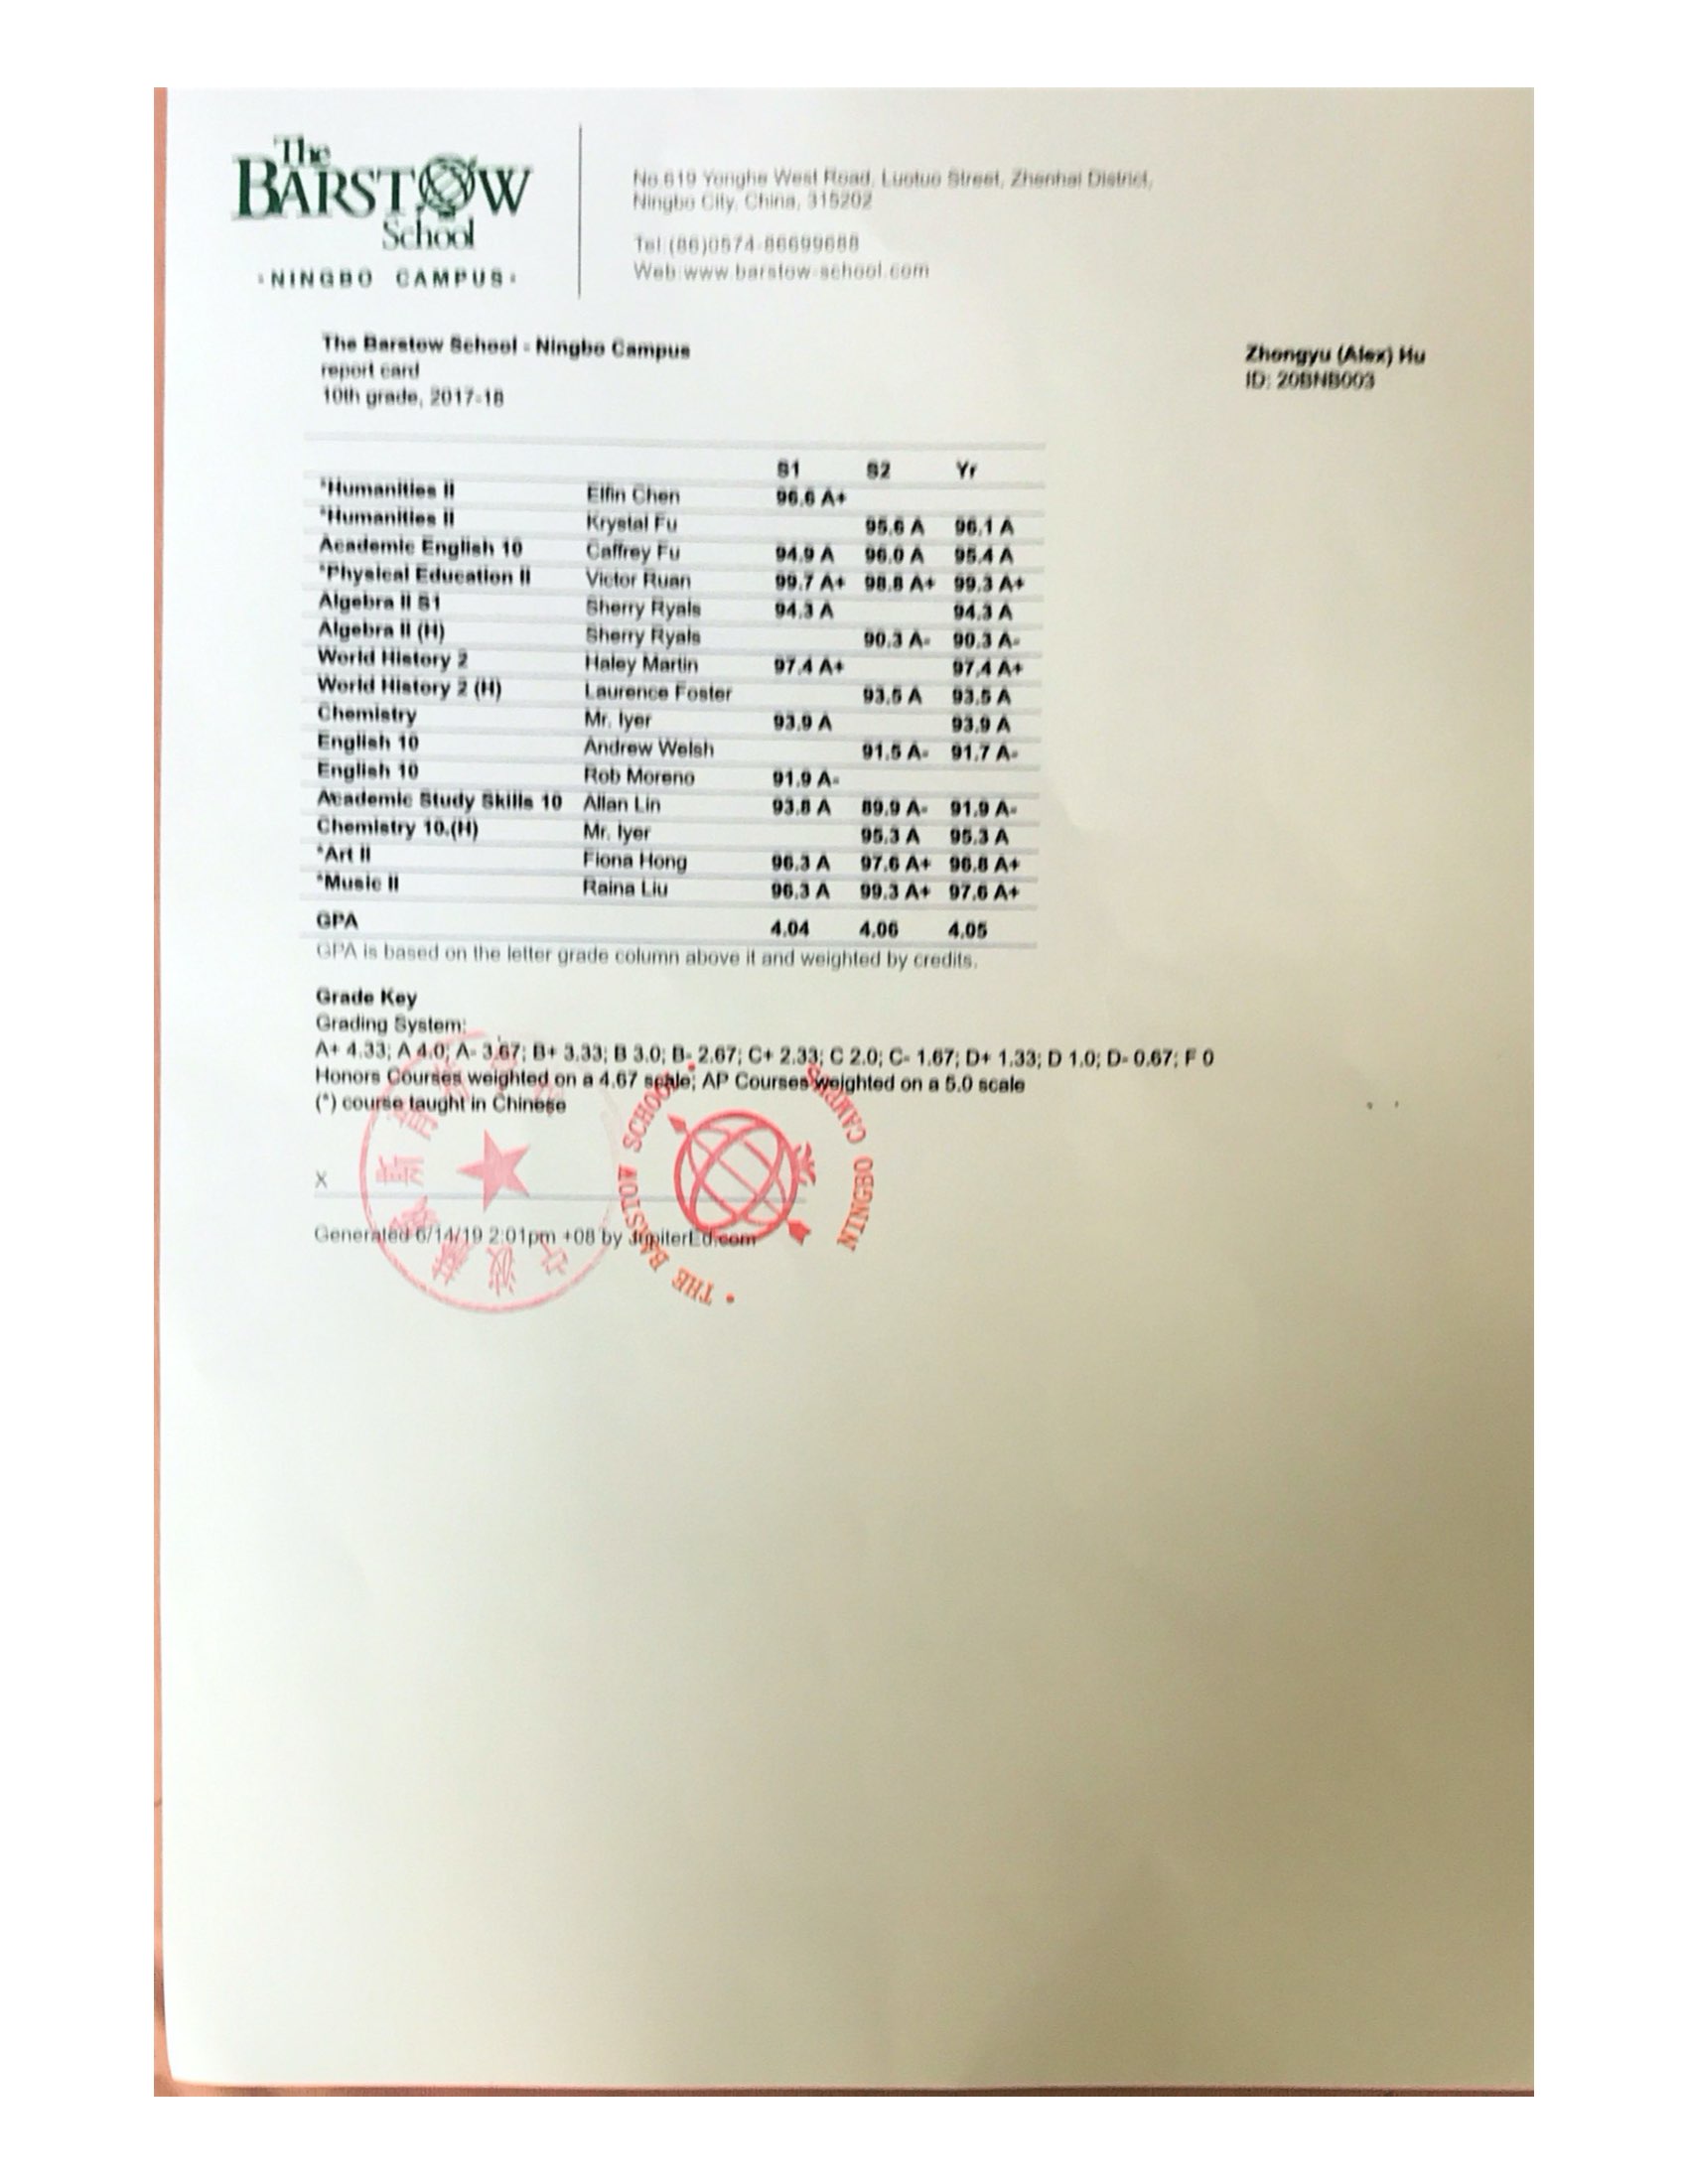 The
BARSTOW
School
·NINGBO CAMPUS·
No.619 Yonghe West Road, Luotuo Street, Zhenhai District,
Ningbo City, China, 315202
Tel:(86)0574-86699688
Web:www.barstow-school.com
The Barstow School - Ningbo Campus
report card
10th grade, 2017-18
Zhongyu (Alex) Hu
ID: 20BNB003
S1 S2 Yr
*Humanities II Elfin Chen 96.6 A+
*Humanities II Krystal Fu 95.6 A 96.1 A
Academic English 10 Caffrey Fu 94.9 A 96.0 A 95.4 A
*Physical Education II Victor Ruan 99.7 A+ 98.8 A+ 99.3 A+
Algebra II S1 Sherry Ryals 94.3 A 94.3 A
Algebra II (H) Sherry Ryals 90.3 A- 90.3 A-
World History 2 Haley Martin 97.4 A+ 97.4 A+
World History 2 (H) Laurence Foster 93.5 A 93.5 A
Chemistry Mr. Iyer 93.9 A 93.9 A
English 10 Andrew Welsh 91.5 A- 91.7 A-
English 10 Rob Moreno 91.9 A-
Academic Study Skills 10 Allan Lin 93.8 A 89.9 A- 91.9 A-
Chemistry 10.(H) Mr. Iyer 95.3 A 95.3 A
*Art II Fiona Hong 96.3 A 97.6 A+ 96.8 A+
*Music II Raina Liu 96.3 A 99.3 A+ 97.6 A+
GPA 4.04 4.06 4.05
GPA is based on the letter grade column above it and weighted by credits.
Grade Key
Grading System:
A+ 4.33; A 4.0; A- 3.67; B+ 3.33; B 3.0; B- 2.67; C+ 2.33; C 2.0; C- 1.67; D+ 1.33; D 1.0; D- 0.67; F 0
Honors Courses weighted on a 4.67 scale; AP Courses weighted on a 5.0 scale
(*) course taught in Chinese
X
Generated 6/14/19 2:01pm +08 by JupiterEd.com
THE BARSTOW SCHOOL
NINGBO CAMPUS